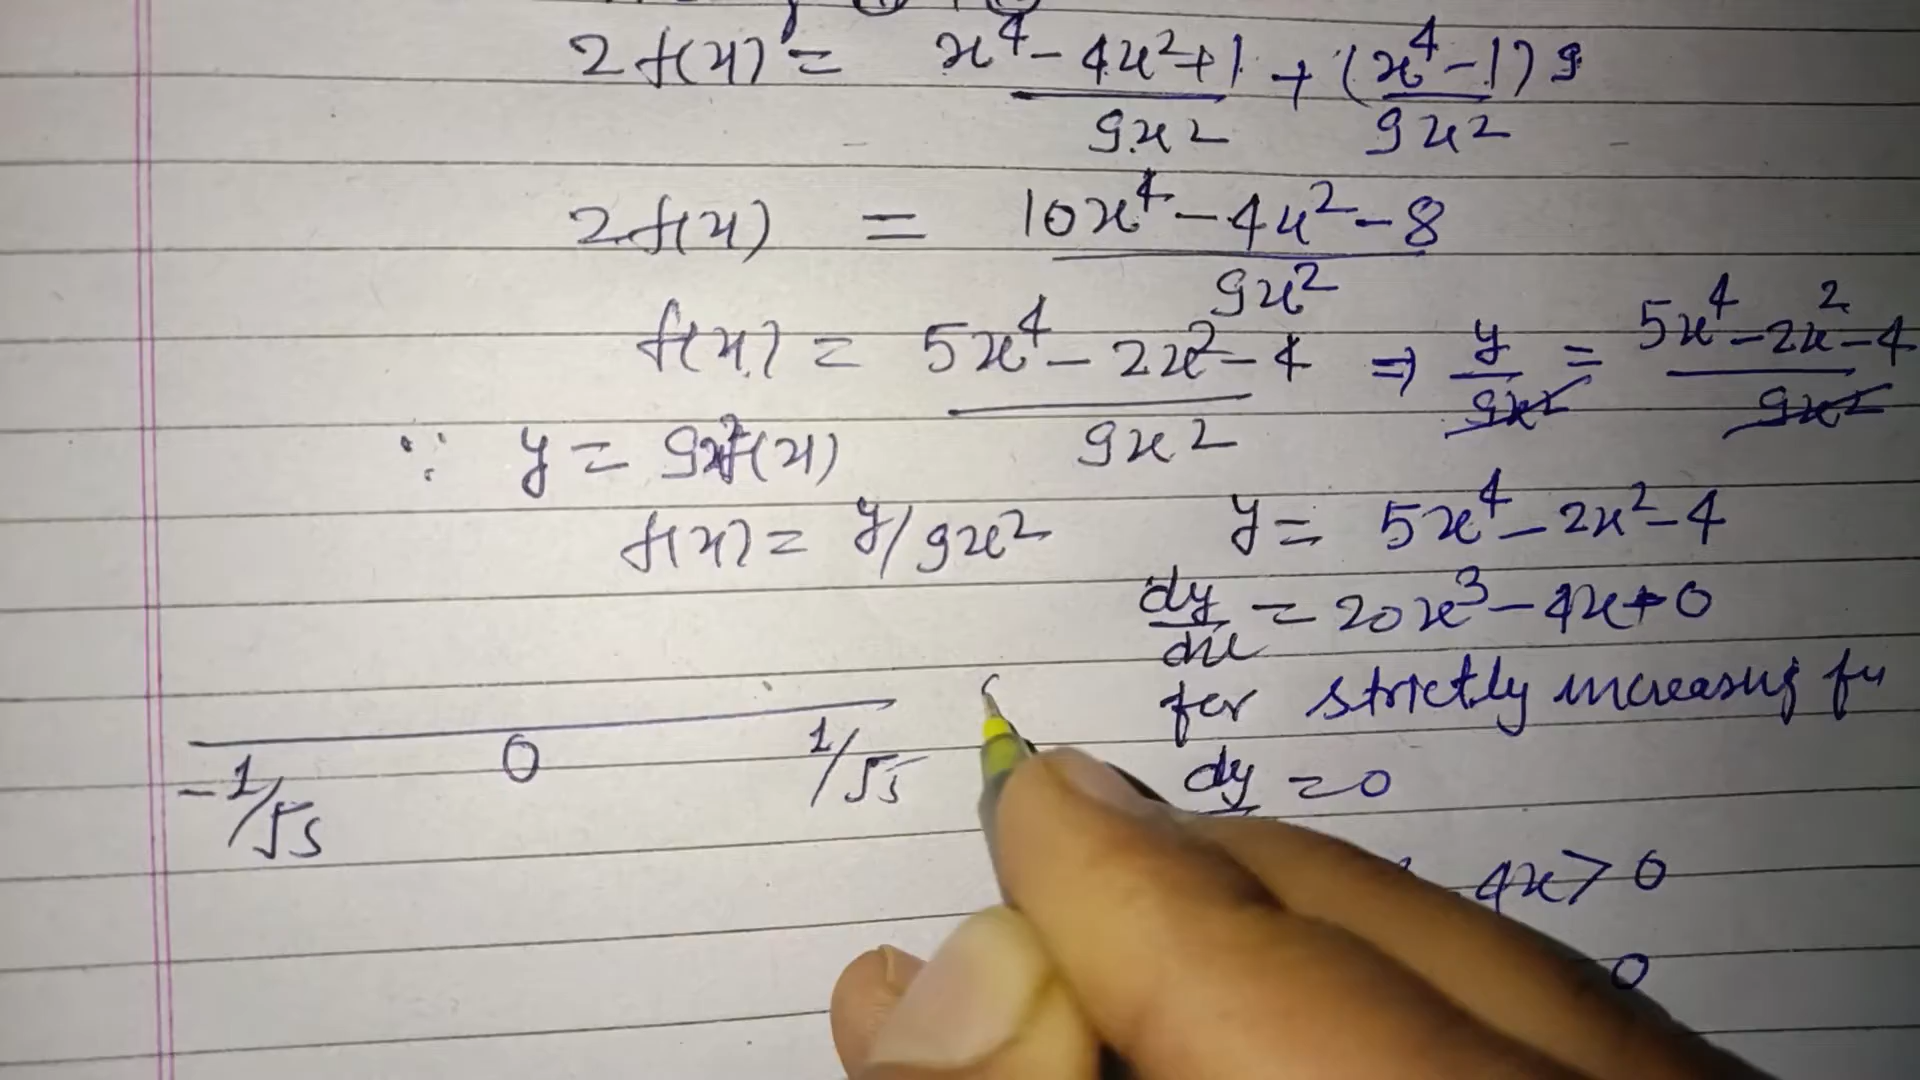 2f(x) = x⁴ - 4x² + 1 / 9x² + (x⁴ - 1) 9 / 9x²
2f(x) = 10x⁴ - 4x² - 8 / 9x²
f(x) = 5x⁴ - 2x² - 4 / 9x² ⇒ y / 9x² = 5x⁴ - 2x² - 4 / 9x²
∵ y = 9x²f(x)
f(x) = y/9x² y = 5x⁴ - 2x² - 4
dy/dx = 20x³ - 4x + 0
for strictly increasing fu
-1/√5 0 1/√5
dy = 0
4x > 0
0